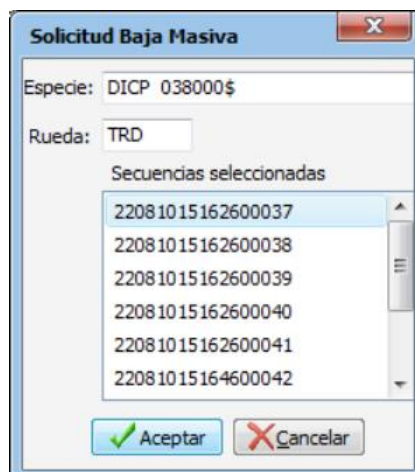 Solicitud Baja Masiva
Especie: DICP 038000$
Rueda: TRD
Secuencias seleccionadas
22081015162600037
22081015162600038
22081015162600039
22081015162600040
22081015162600041
22081015164600042
Aceptar Cancelar